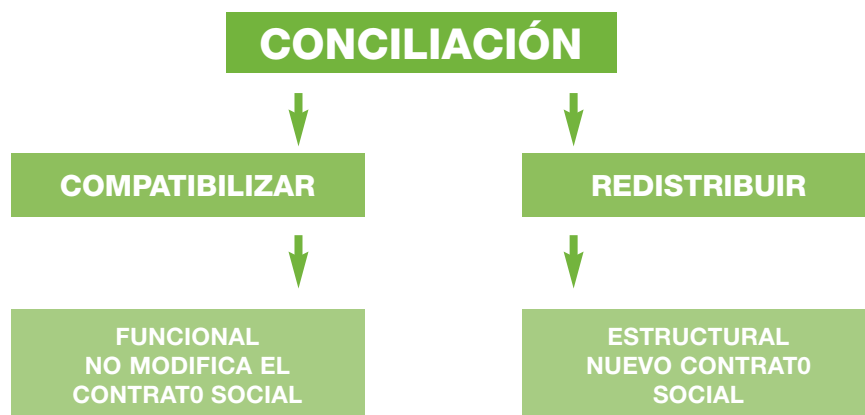 CONCILIACIÓN
COMPATIBILIZAR
REDISTRIBUIR
FUNCIONAL
NO MODIFICA EL
CONTRAT0 SOCIAL
ESTRUCTURAL
NUEVO CONTRAT0
SOCIAL